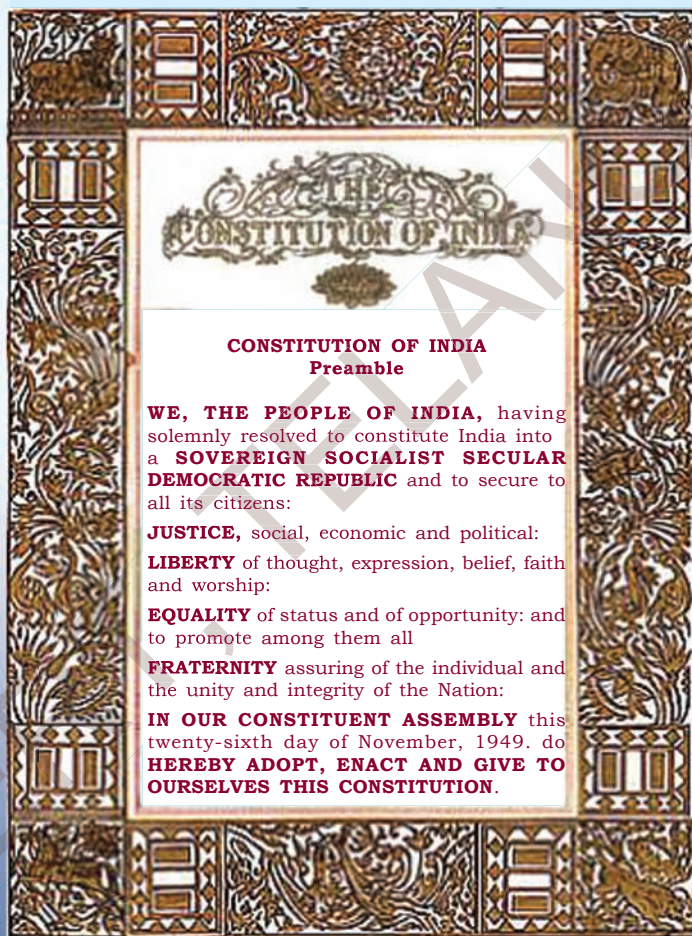 THE
CONSTITUTION OF INDIA
CONSTITUTION OF INDIA
Preamble
WE, THE PEOPLE OF INDIA, having
solemnly resolved to constitute India into
a SOVEREIGN SOCIALIST SECULAR
DEMOCRATIC REPUBLIC and to secure to
all its citizens:
JUSTICE, social, economic and political:
LIBERTY of thought, expression, belief, faith
and worship:
EQUALITY of status and of opportunity: and
to promote among them all
FRATERNITY assuring of the individual and
the unity and integrity of the Nation:
IN OUR CONSTITUENT ASSEMBLY this
twenty-sixth day of November, 1949. do
HEREBY ADOPT, ENACT AND GIVE TO
OURSELVES THIS CONSTITUTION.